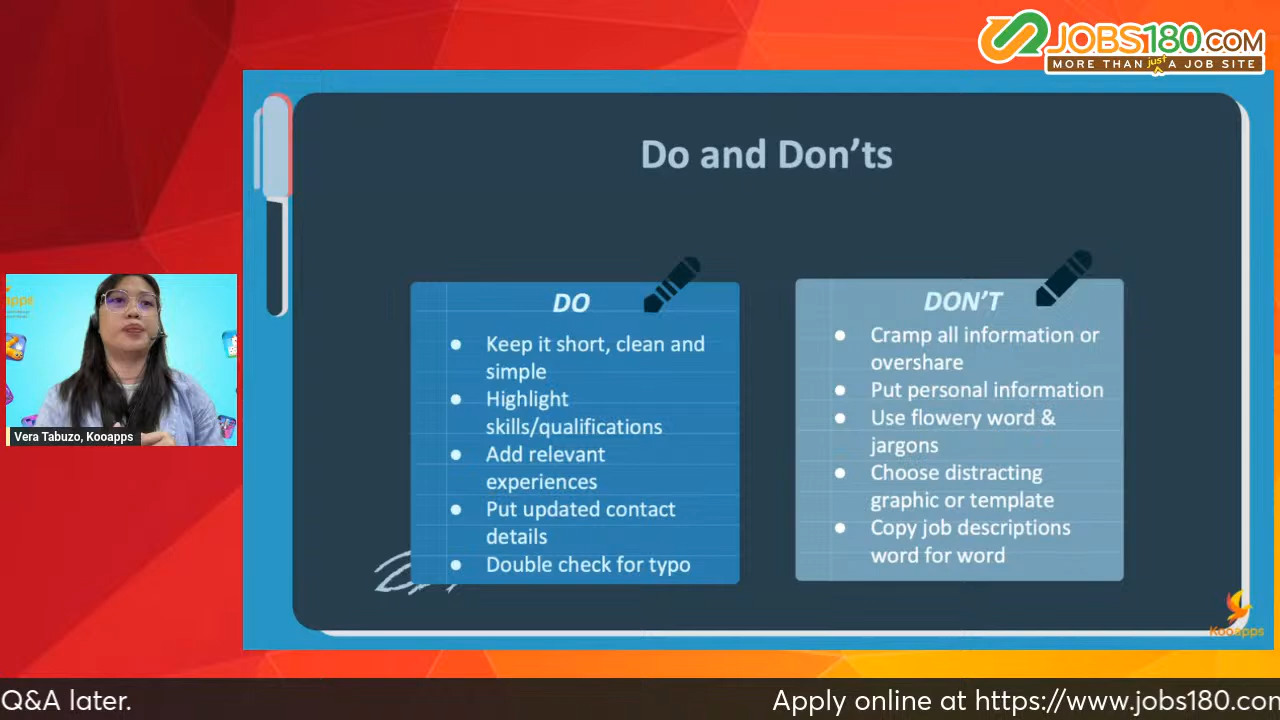 JOBS180.COM
MORE THAN just A JOB SITE
Do and Don’ts
DO
Keep it short, clean and
simple
Highlight
skills/qualifications
Add relevant
experiences
Put updated contact
details
Double check for typo
DON’T
Cramp all information or
overshare
Put personal information
Use flowery word &
jargons
Choose distracting
graphic or template
Copy job descriptions
word for word
apps
Vera Tabuzo, Kooapps
Kooapps
Q&A later.
Apply online at https://www.jobs180.com